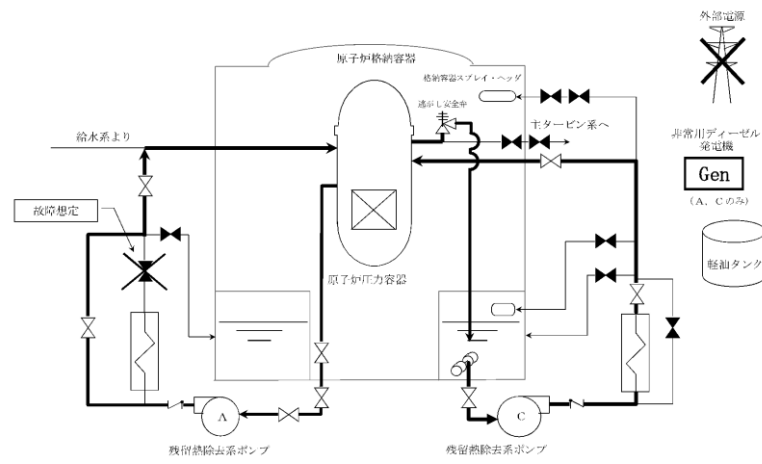 外部電源
原子炉格納容器
格納容器スプレイ・ヘッダ
逃がし安全弁
給水系より
主タービン系へ
非常用ディーゼル
発電機
Gen
(A, Cのみ)
故障想定
軽油タンク
原子炉圧力容器
A
C
残留熱除去系ポンプ
残留熱除去系ポンプ